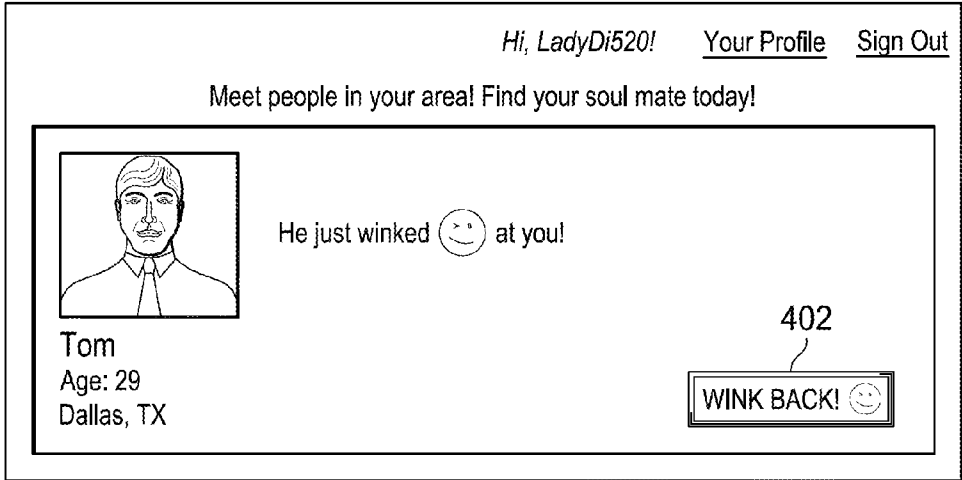 Hi, LadyDi520! Your Profile Sign Out
Meet people in your area! Find your soul mate today!
He just winked at you!
Tom
Age: 29
Dallas, TX
402
WINK BACK!